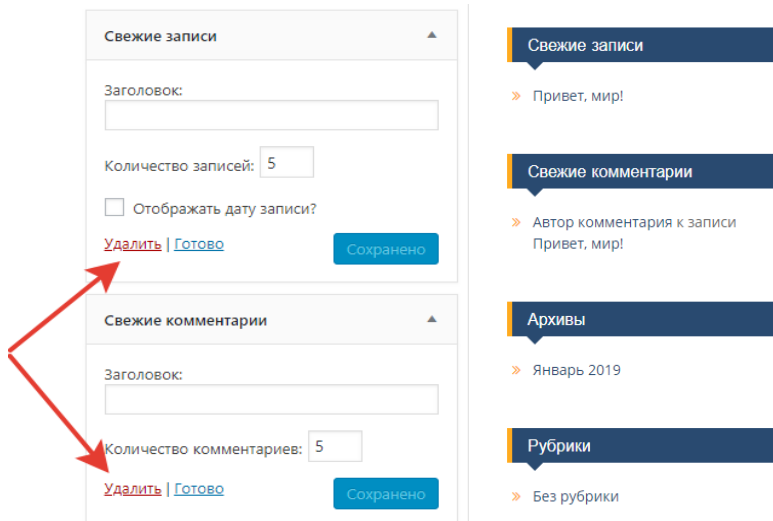 Свежие записи
Заголовок:
Количество записей: 5
Отображать дату записи?
Удалить | Готово
Сохранено
Свежие комментарии
Заголовок:
Количество комментариев: 5
Удалить | Готово
Сохранено
Свежие записи
Привет, мир!
Свежие комментарии
Автор комментария к записи
Привет, мир!
Архивы
Январь 2019
Рубрики
Без рубрики